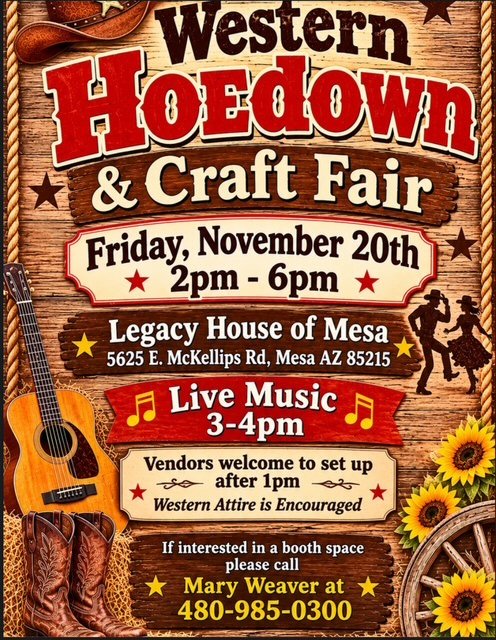 Western
Hoedown
& Craft Fair
Friday, November 20th
2pm - 6pm
Legacy House of Mesa
5625 E. McKellips Rd, Mesa AZ 85215
Live Music
3-4pm
Vendors welcome to set up
after 1pm
Western Attire is Encouraged
If interested in a booth space
please call
Mary Weaver at
480-985-0300